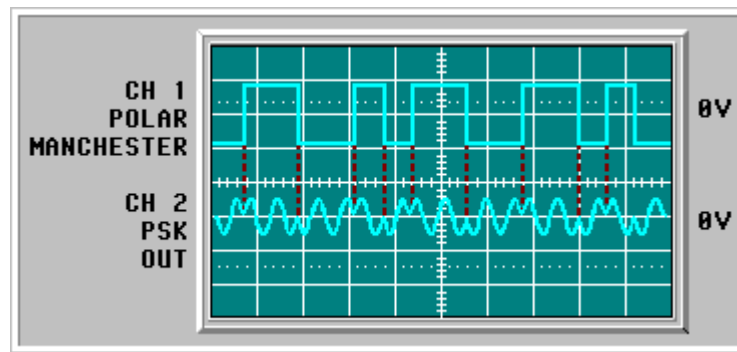 CH 1
POLAR
MANCHESTER
0V
CH 2
PSK
OUT
0V